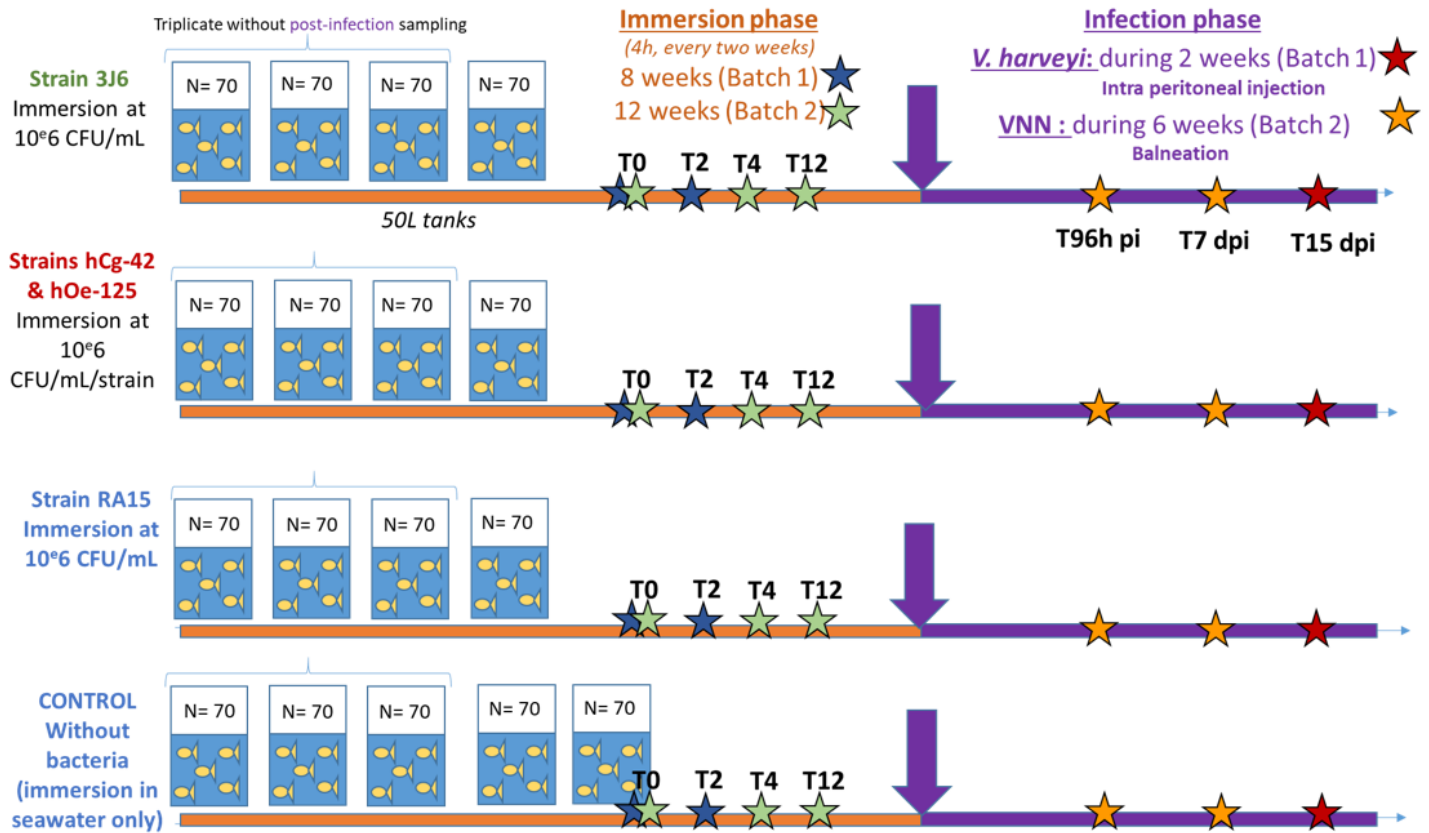 Triplicate without post-infection sampling
Strain 3J6
Immersion at
10ᵉ6 CFU/mL
N= 70
N= 70
N= 70
N= 70
50L tanks
Immersion phase
(4h, every two weeks)
8 weeks (Batch 1)
12 weeks (Batch 2)
Infection phase
V. harveyi: during 2 weeks (Batch 1)
Intra peritoneal injection
VNN : during 6 weeks (Batch 2)
Balneation
T0
T2
T4
T12
T96h pi
T7 dpi
T15 dpi
Strains hCg-42
& hOe-125
Immersion at
10ᵉ6
CFU/mL/strain
N= 70
N= 70
N= 70
N= 70
T0
T2
T4
T12
Strain RA15
Immersion at
10ᵉ6 CFU/mL
N= 70
N= 70
N= 70
N= 70
T0
T2
T4
T12
CONTROL
Without
bacteria
(immersion in
seawater only)
N= 70
N= 70
N= 70
N= 70
N= 70
T0
T2
T4
T12